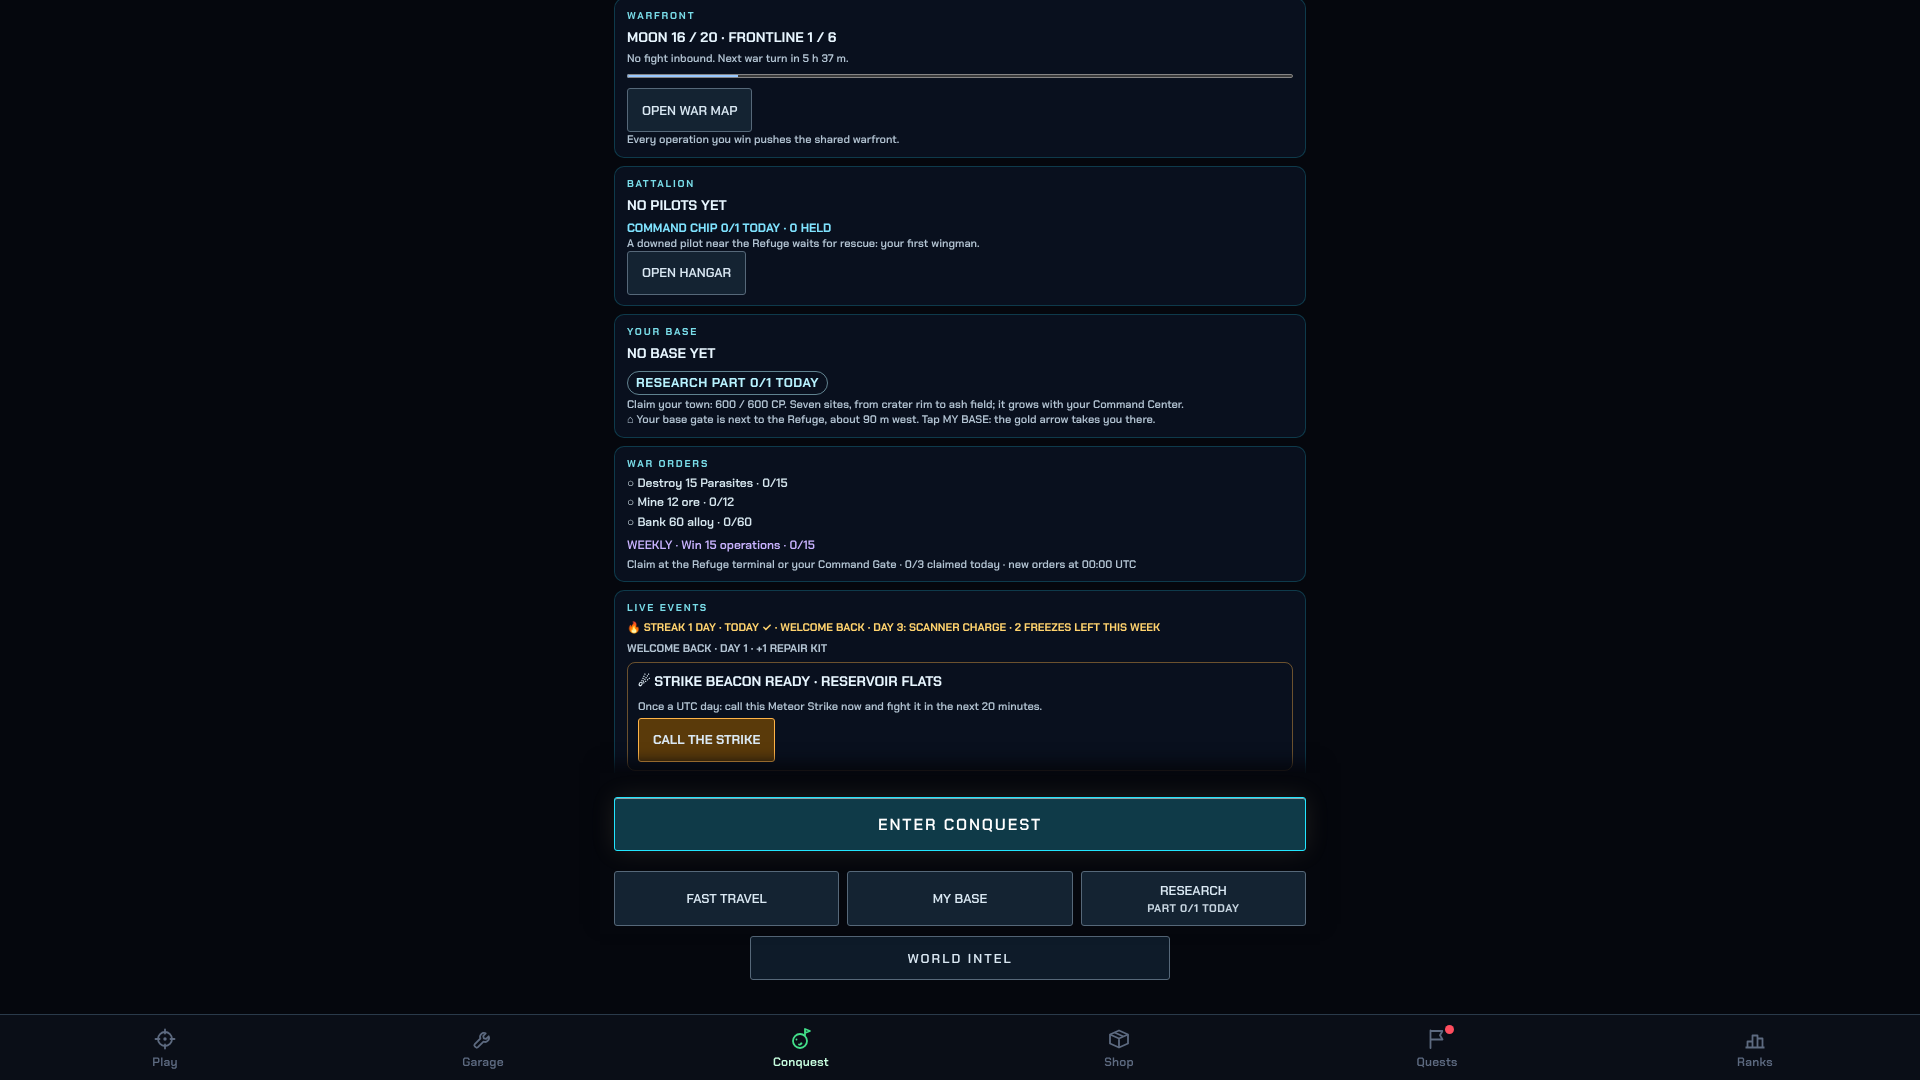 WARFRONT
MOON 16 / 20 · FRONTLINE 1 / 6
No fight inbound. Next war turn in 5 h 37 m.
OPEN WAR MAP
Every operation you win pushes the shared warfront.
BATTALION
NO PILOTS YET
COMMAND CHIP 0/1 TODAY · 0 HELD
A downed pilot near the Refuge waits for rescue: your first wingman.
OPEN HANGAR
YOUR BASE
NO BASE YET
RESEARCH PART 0/1 TODAY
Claim your town: 600 / 600 CP. Seven sites, from crater rim to ash field; it grows with your Command Center.
⌂ Your base gate is next to the Refuge, about 90 m west. Tap MY BASE: the gold arrow takes you there.
WAR ORDERS
○ Destroy 15 Parasites · 0/15
○ Mine 12 ore · 0/12
○ Bank 60 alloy · 0/60
WEEKLY · Win 15 operations · 0/15
Claim at the Refuge terminal or your Command Gate · 0/3 claimed today · new orders at 00:00 UTC
LIVE EVENTS
🔥 STREAK 1 DAY · TODAY ✓ · WELCOME BACK · DAY 3: SCANNER CHARGE · 2 FREEZES LEFT THIS WEEK
WELCOME BACK · DAY 1 · +1 REPAIR KIT
☄ STRIKE BEACON READY · RESERVOIR FLATS
Once a UTC day: call this Meteor Strike now and fight it in the next 20 minutes.
CALL THE STRIKE
ENTER CONQUEST
FAST TRAVEL
MY BASE
RESEARCH
PART 0/1 TODAY
WORLD INTEL
Play
Garage
Conquest
Shop
Quests
Ranks